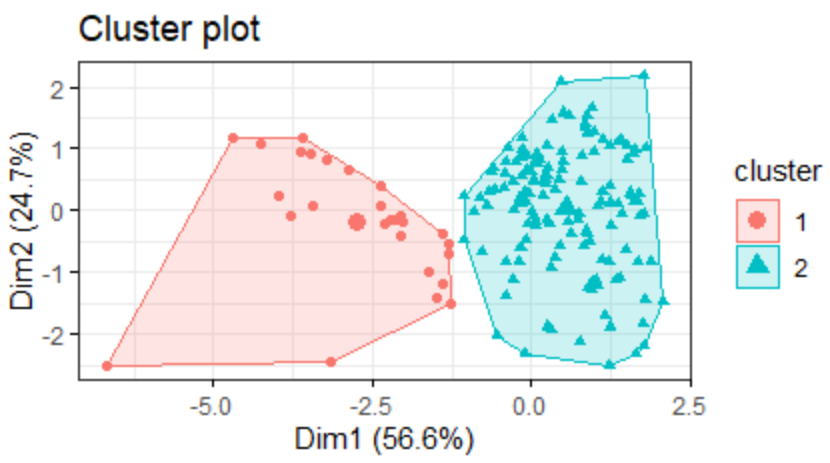 Cluster plot
2
1
0
-1
-2
Dim2 (24.7%)
-5.0
-2.5
0.0
2.5
Dim1 (56.6%)
cluster
1
2